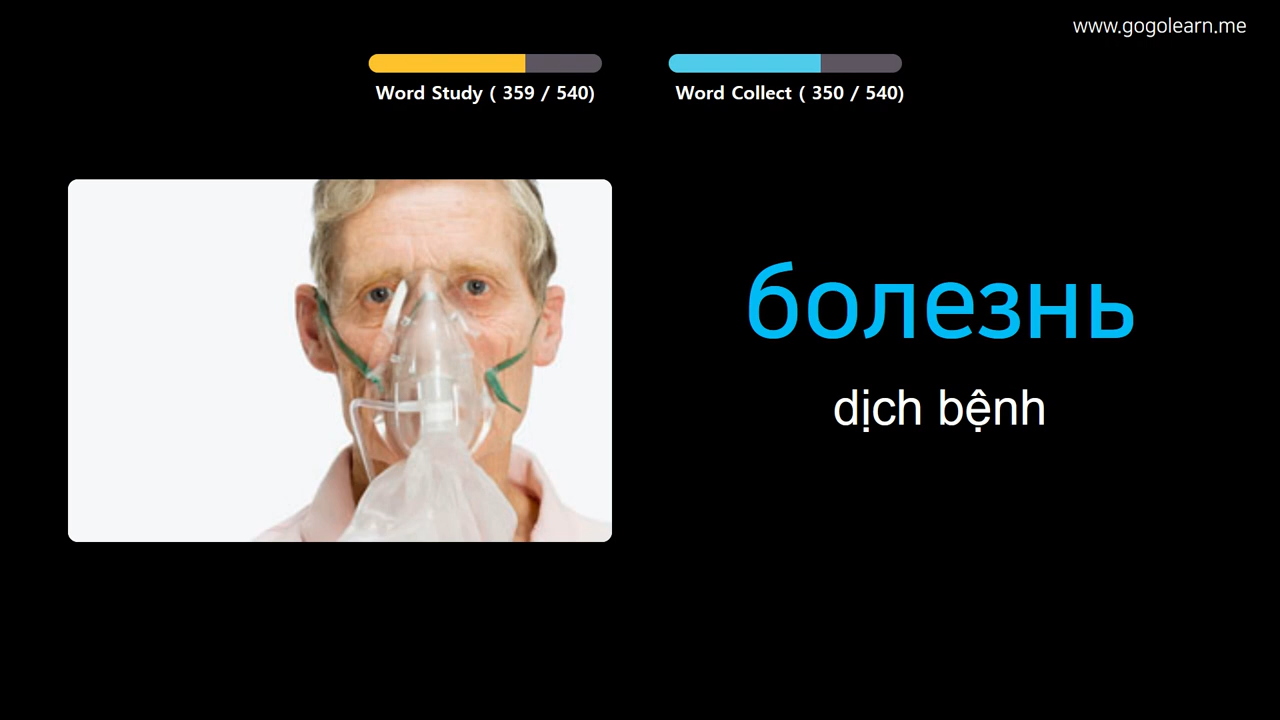 www.gogolearn.me
Word Study ( 359 / 540)
Word Collect ( 350 / 540)
болезнь
dịch bệnh